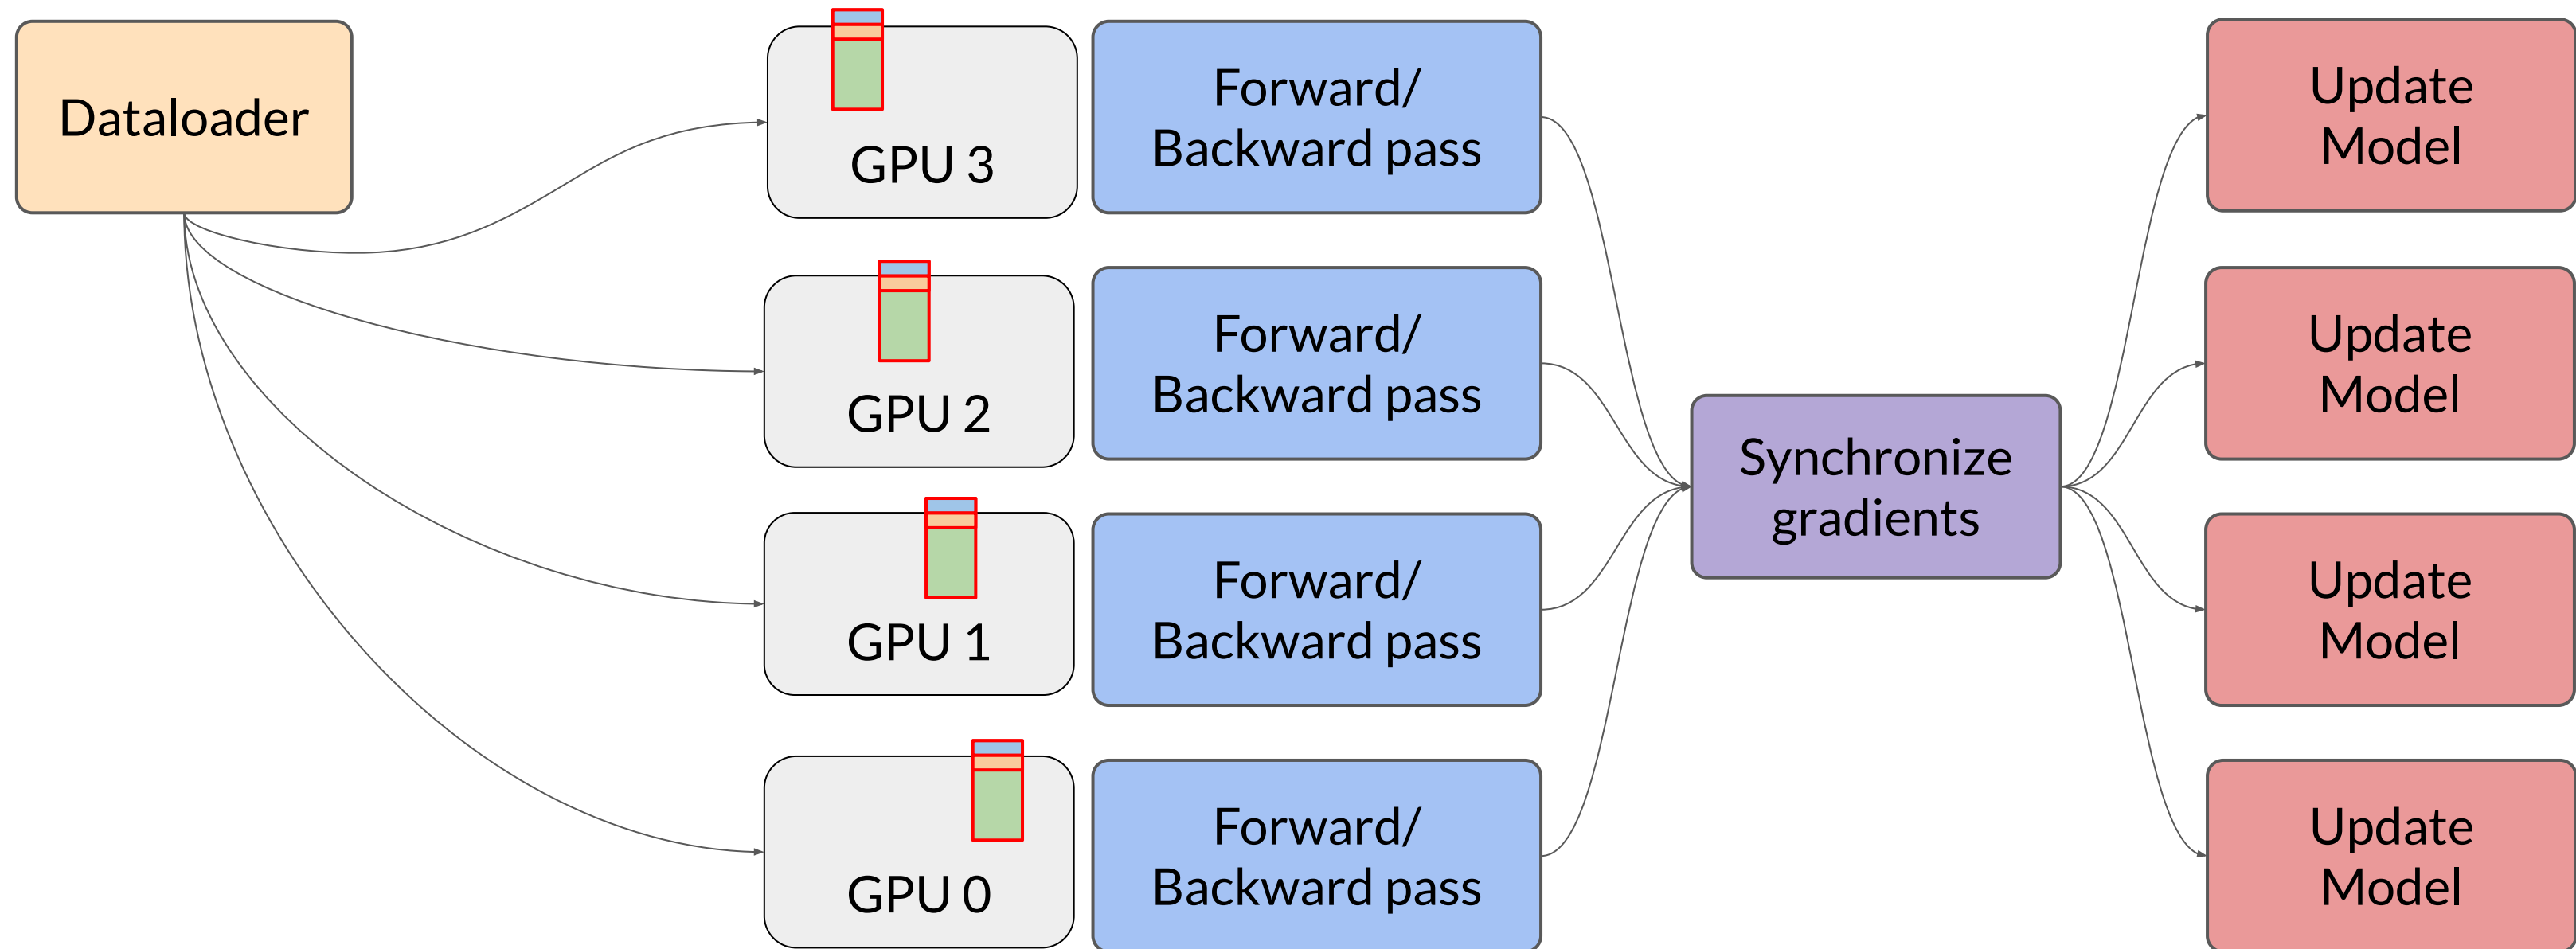 Dataloader
GPU 3
Forward/
Backward pass
Update
Model
GPU 2
Forward/
Backward pass
Update
Model
Synchronize
gradients
GPU 1
Forward/
Backward pass
Update
Model
GPU 0
Forward/
Backward pass
Update
Model